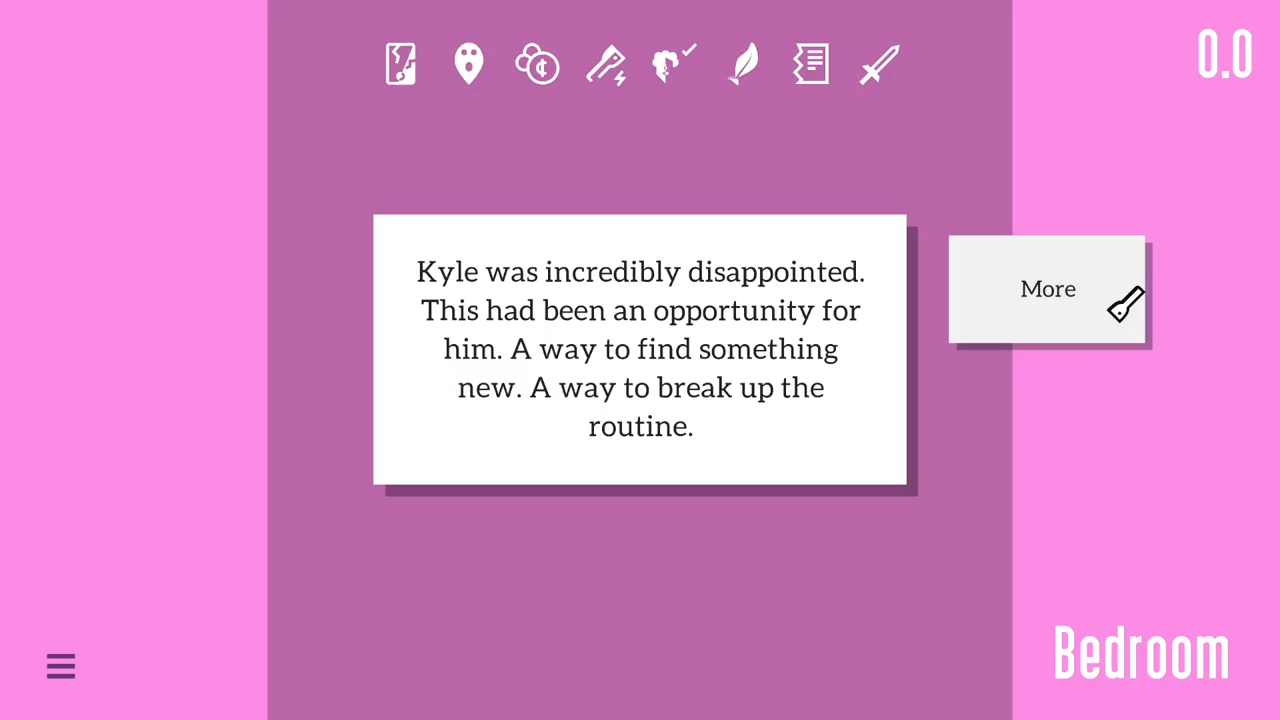 0.0
Kyle was incredibly disappointed.
This had been an opportunity for
him. A way to find something
new. A way to break up the
routine.
More
Bedroom